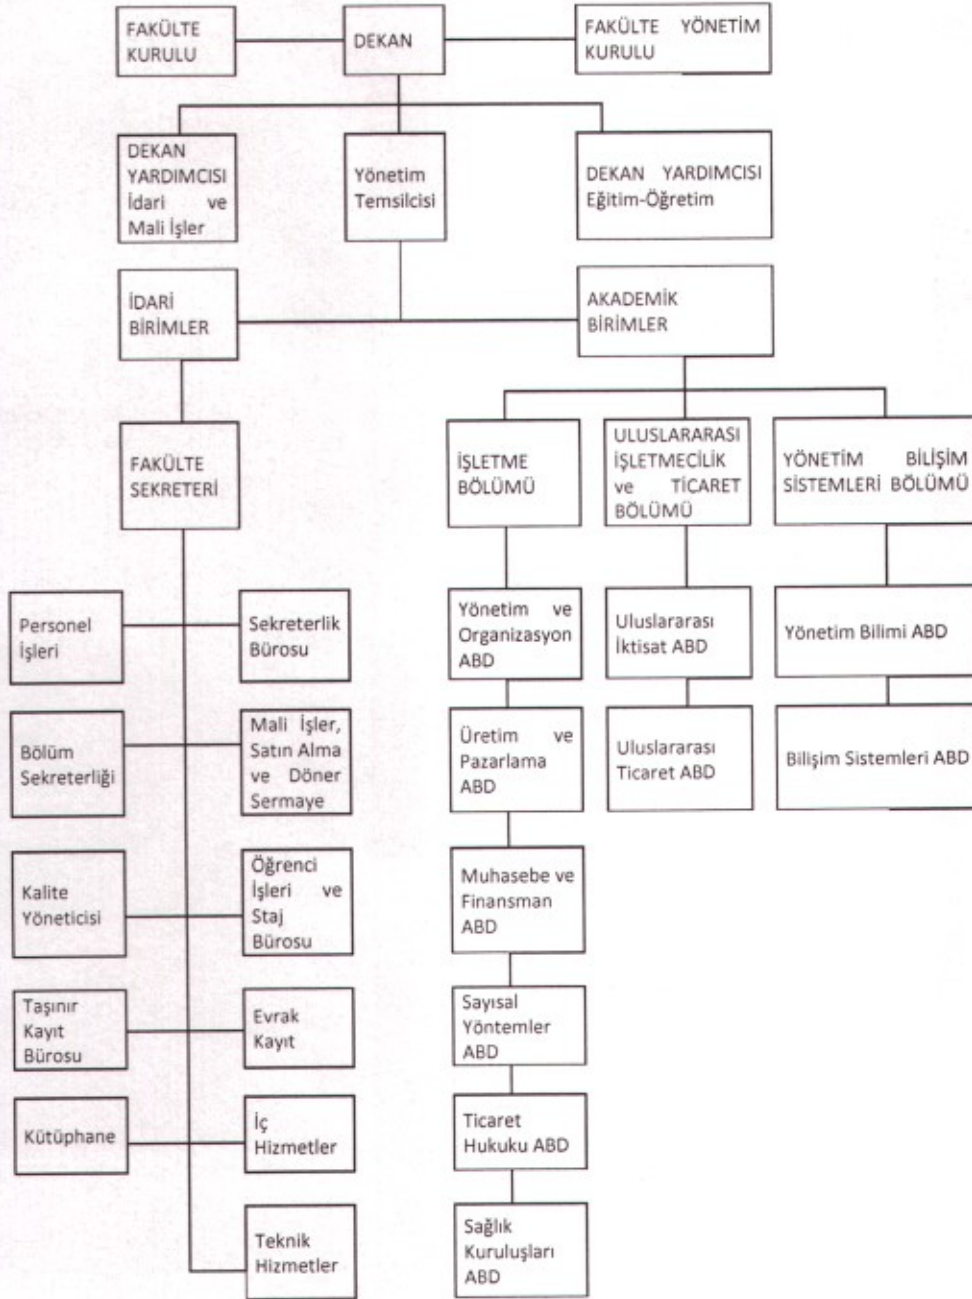 FAKÜLTE
KURULU
DEKAN
FAKÜLTE YÖNETİM
KURULU
DEKAN
YARDIMCISI
İdari ve
Mali İşler
Yönetim
Temsilcisi
DEKAN YARDIMCISI
Eğitim-Öğretim
İDARİ
BİRİMLER
AKADEMİK
BİRİMLER
FAKÜLTE
SEKRETERİ
İŞLETME
BÖLÜMÜ
ULUSLARARASI
İŞLETMECİLİK
ve TİCARET
BÖLÜMÜ
YÖNETİM BİLİŞİM
SİSTEMLERİ BÖLÜMÜ
Personel
İşleri
Sekreterlik
Bürosu
Yönetim ve
Organizasyon
ABD
Uluslararası
İktisat ABD
Yönetim Bilimi ABD
Bölüm
Sekreterliği
Mali İşler,
Satın Alma
ve Döner
Sermaye
Üretim ve
Pazarlama
ABD
Uluslararası
Ticaret ABD
Bilişim Sistemleri ABD
Kalite
Yöneticisi
Öğrenci
İşleri ve
Staj
Bürosu
Muhasebe ve
Finansman
ABD
Taşınır
Kayıt
Bürosu
Evrak
Kayıt
Sayısal
Yöntemler
ABD
Kütüphane
İç
Hizmetler
Ticaret
Hukuku ABD
Teknik
Hizmetler
Sağlık
Kuruluşları
ABD